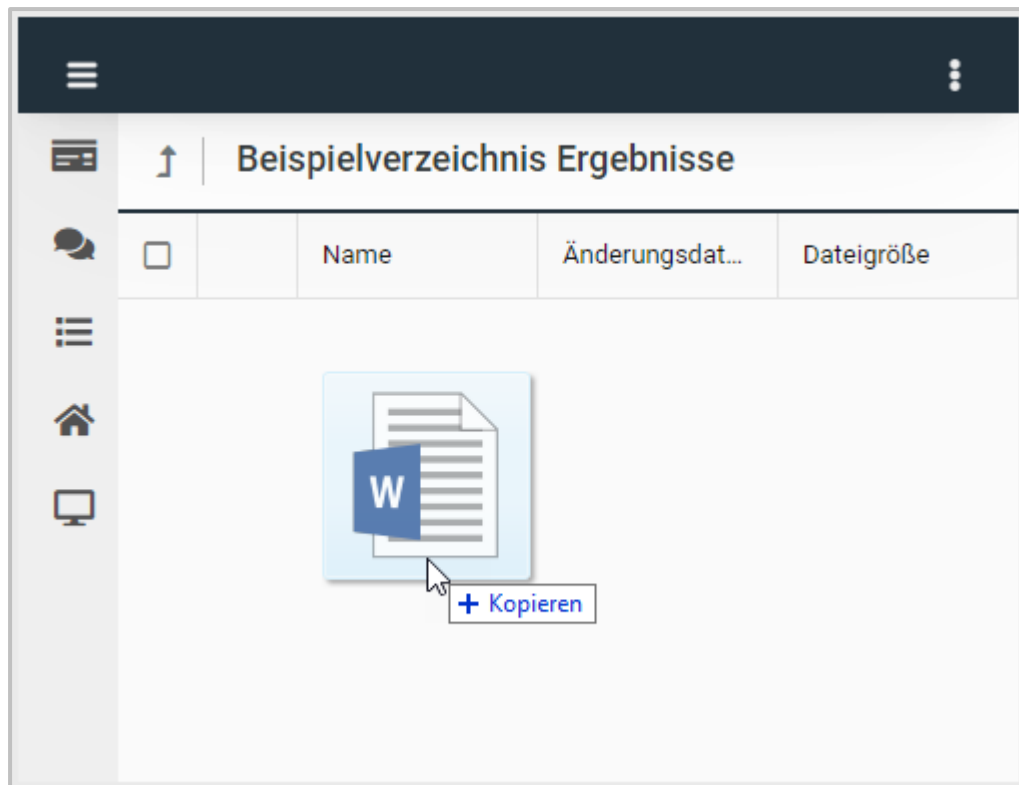 Beispielverzeichnis Ergebnisse
Name Änderungsdat... Dateigröße
W
+ Kopieren